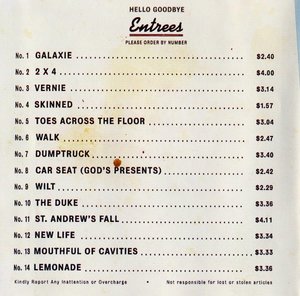 HELLO GOODBYE
Entrees
PLEASE ORDER BY NUMBER
No. 1 GALAXIE $2.40
No. 2 2 X 4 $4.00
No. 3 VERNIE $3.14
No. 4 SKINNED $1.57
No. 5 TOES ACROSS THE FLOOR $3.04
No. 6 WALK $2.47
No. 7 DUMPTRUCK $3.40
No. 8 CAR SEAT (GOD'S PRESENTS) $2.42
No. 9 WILT $2.29
No. 10 THE DUKE $3.36
No. 11 ST. ANDREW'S FALL $4.11
No. 12 NEW LIFE $3.34
No. 13 MOUTHFUL OF CAVITIES $3.33
No. 14 LEMONADE $3.36
Kindly Report Any Inattention or Overcharge • Not responsible for lost or stolen articles